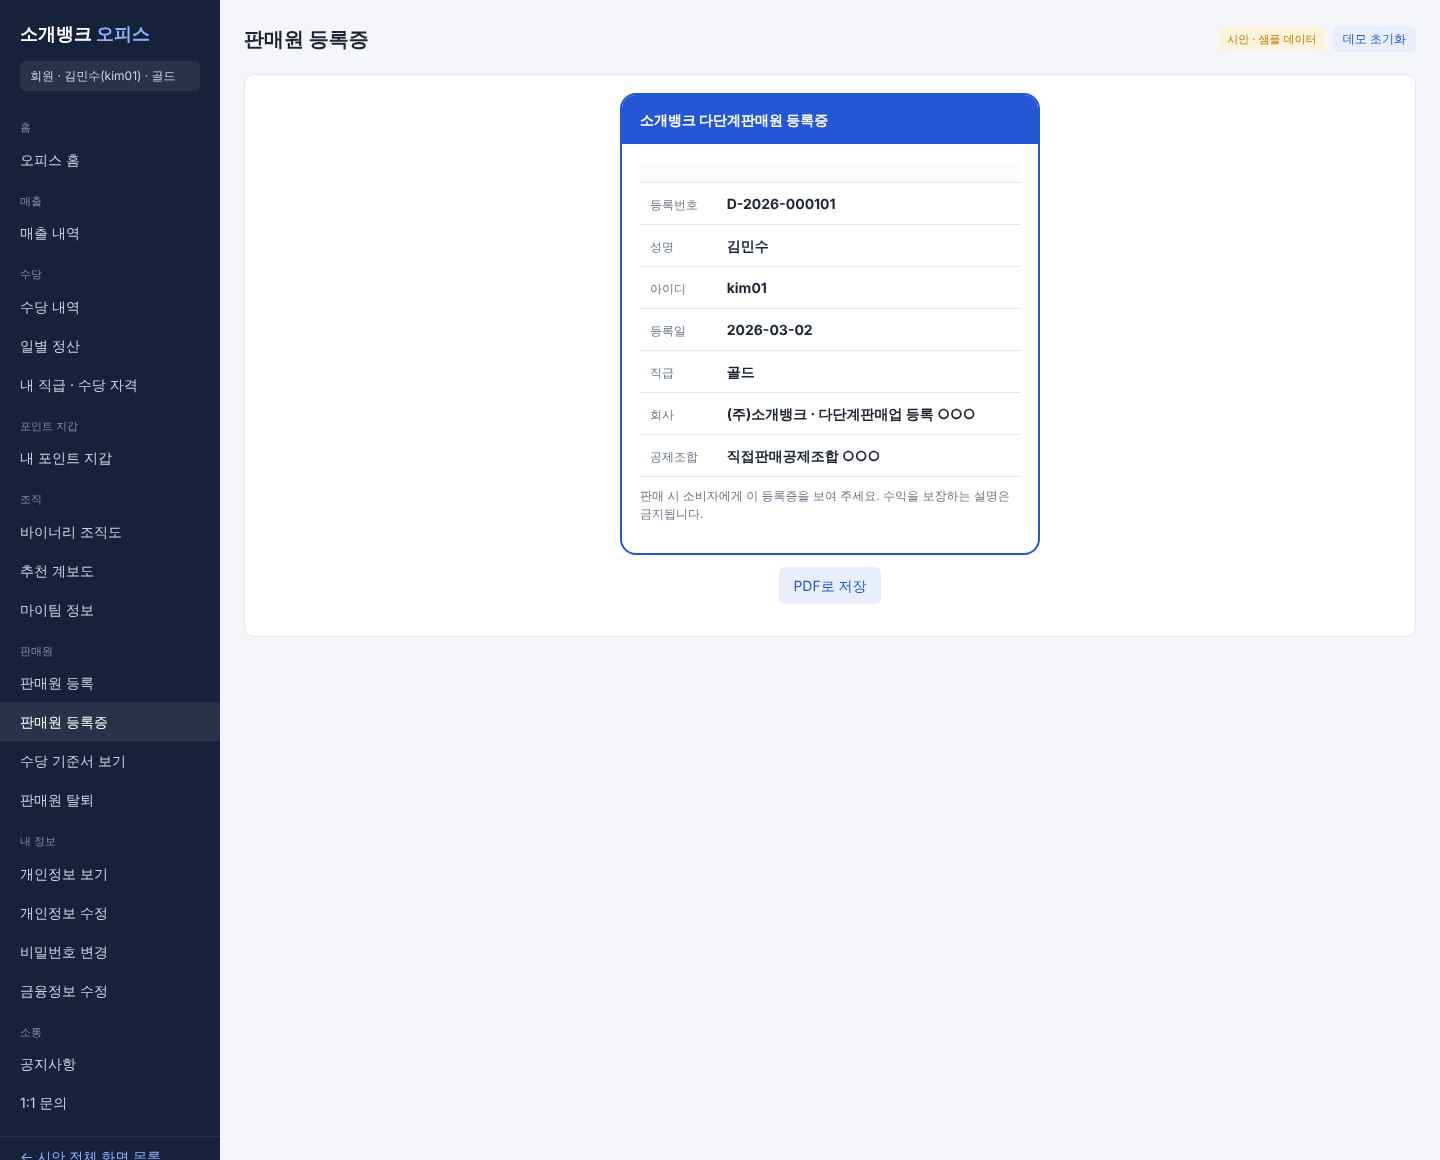 소개뱅크 오피스
회원 · 김민수(kim01) · 골드
홈
오피스 홈
매출
매출 내역
수당
수당 내역
일별 정산
내 직급 · 수당 자격
포인트 지갑
내 포인트 지갑
조직
바이너리 조직도
추천 계보도
마이팀 정보
판매원
판매원 등록
판매원 등록증
수당 기준서 보기
판매원 탈퇴
내 정보
개인정보 보기
개인정보 수정
비밀번호 변경
금융정보 수정
소통
공지사항
1:1 문의
← 시안 전체 화면 목록
판매원 등록증
시안 · 샘플 데이터
데모 초기화
소개뱅크 다단계판매원 등록증
등록번호 D-2026-000101
성명 김민수
아이디 kim01
등록일 2026-03-02
직급 골드
회사 (주)소개뱅크 · 다단계판매업 등록 ○○○
공제조합 직접판매공제조합 ○○○
판매 시 소비자에게 이 등록증을 보여 주세요. 수익을 보장하는 설명은
금지됩니다.
PDF로 저장